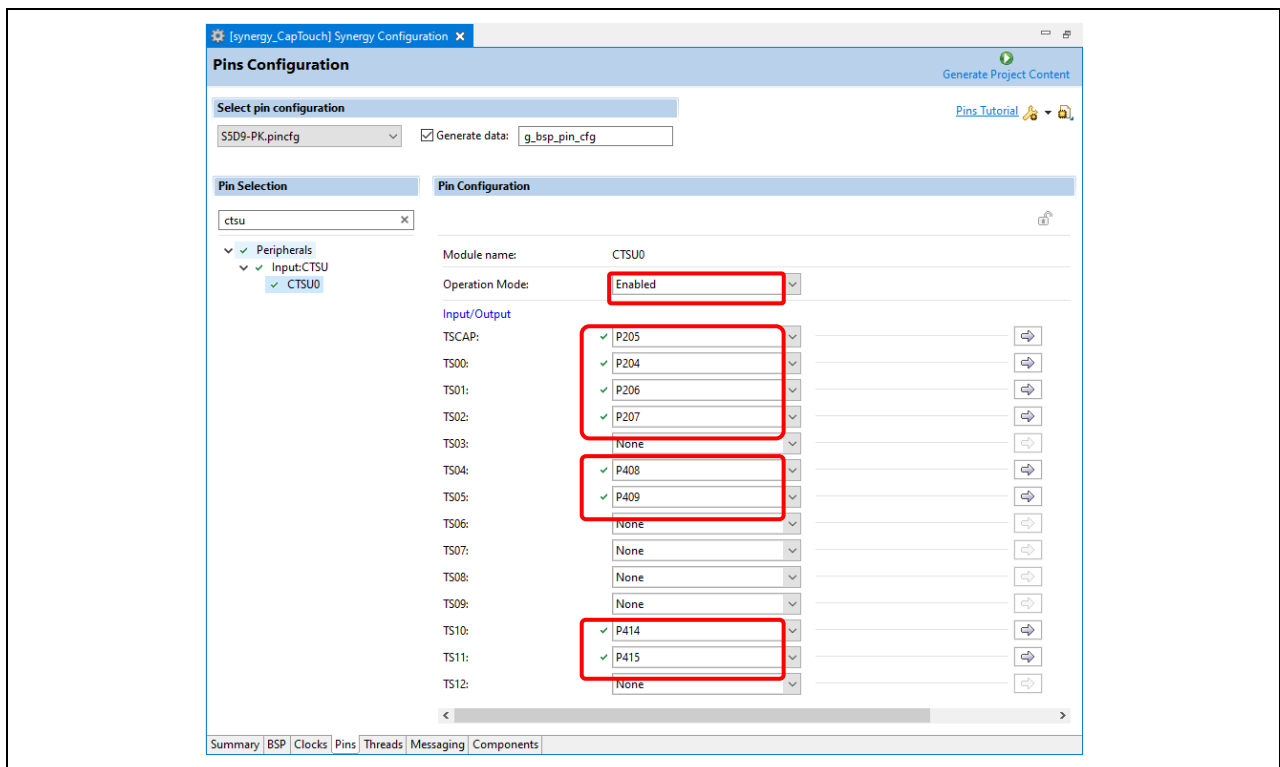 [synergy_CapTouch] Synergy Configuration
Pins Configuration
Generate Project Content
Select pin configuration
Pins Tutorial
S5D9-PK.pincfg
Generate data:
g_bsp_pin_cfg
Pin Selection
Pin Configuration
ctsu
Peripherals
Input:CTSU
CTSU0
Module name: CTSU0
Operation Mode: Enabled
Input/Output
TSCAP: P205
TS00: P204
TS01: P206
TS02: P207
TS03: None
TS04: P408
TS05: P409
TS06: None
TS07: None
TS08: None
TS09: None
TS10: P414
TS11: P415
TS12: None
Summary BSP Clocks Pins Threads Messaging Components